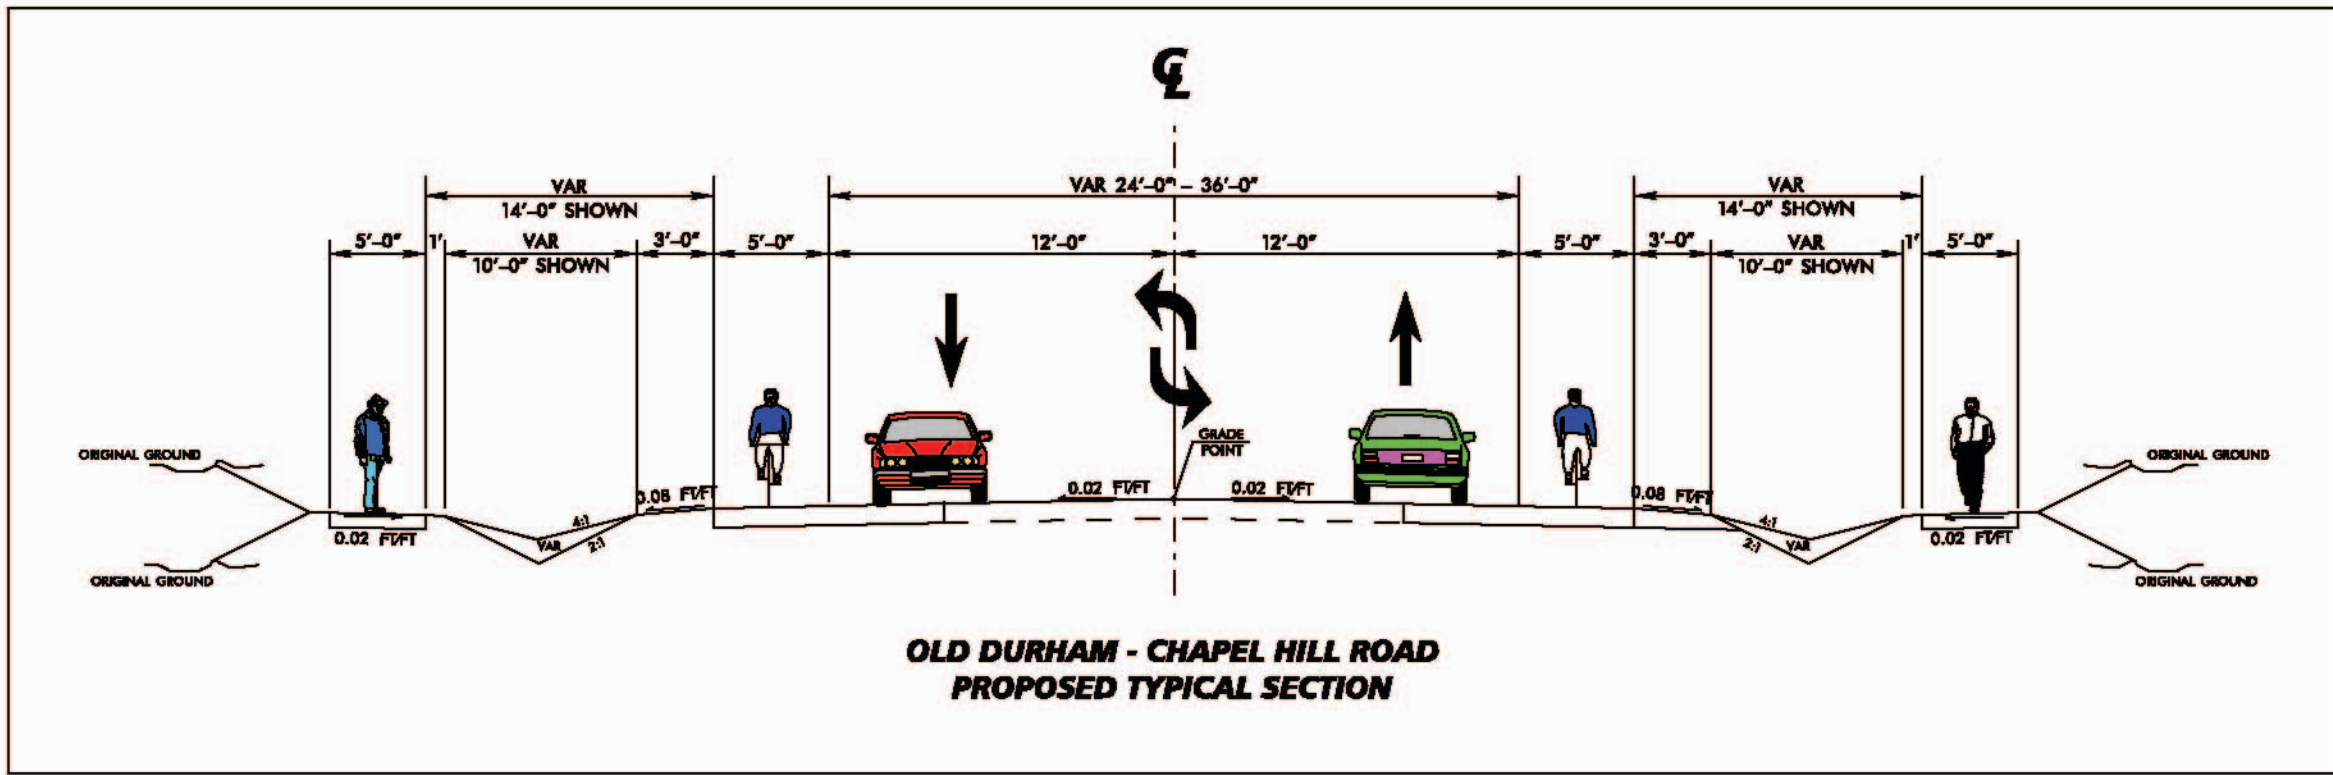 CL
VAR
14'-0" SHOWN
VAR 24'-0" - 36'-0"
VAR
14'-0" SHOWN
5'-0"
1'
VAR
10'-0" SHOWN
3'-0"
5'-0"
12'-0"
12'-0"
5'-0"
3'-0"
VAR
10'-0" SHOWN
1'
5'-0"
GRADE
POINT
ORIGINAL GROUND
ORIGINAL GROUND
0.08 FT/FT
0.02 FT/FT
0.02 FT/FT
0.08 FT/FT
0.02 FT/FT
4:1
VAR
2:1
4:1
VAR
2:1
0.02 FT/FT
ORIGINAL GROUND
ORIGINAL GROUND
OLD DURHAM - CHAPEL HILL ROAD
PROPOSED TYPICAL SECTION